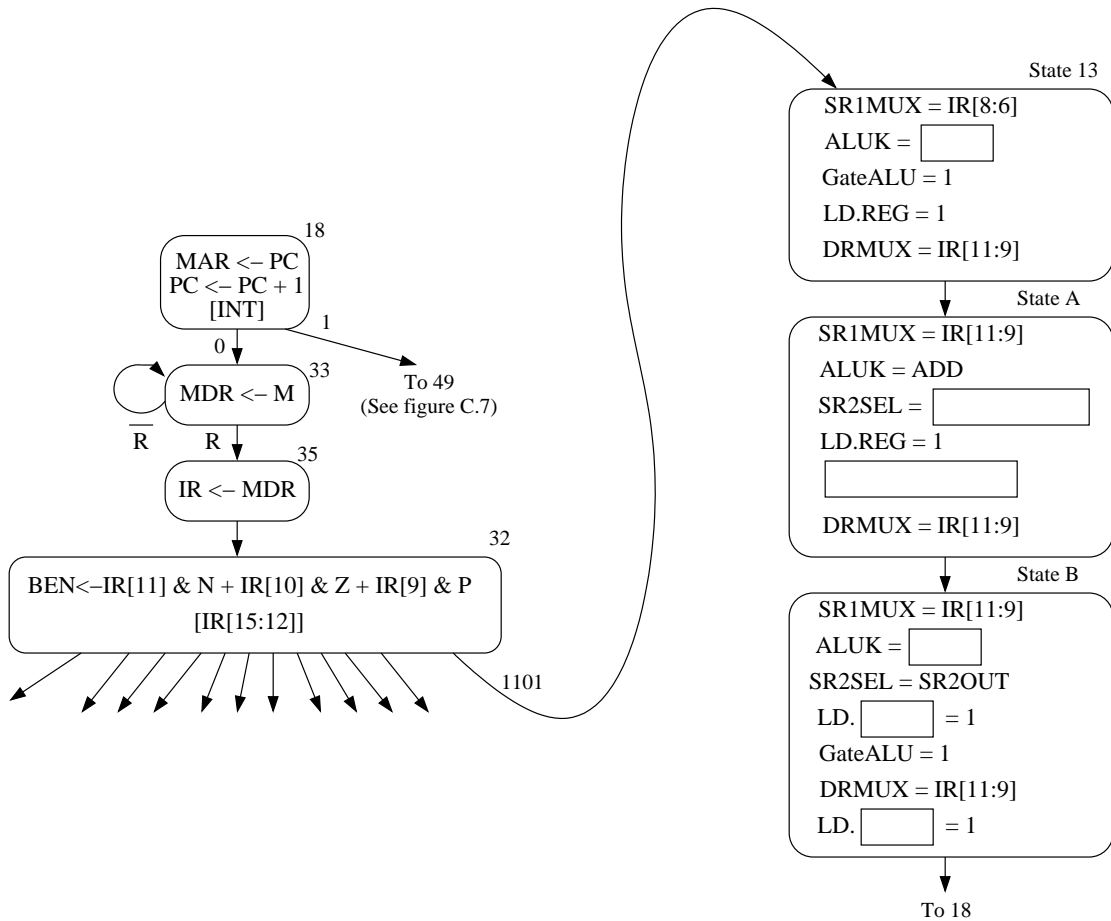 18
MAR <– PC
PC <– PC + 1
[INT]
0
1
To 49
(See figure C.7)
33
MDR <– M
R
R
35
IR <– MDR
32
BEN<–IR[11] & N + IR[10] & Z + IR[9] & P
[IR[15:12]]
1101
State 13
SR1MUX = IR[8:6]
ALUK =
GateALU = 1
LD.REG = 1
DRMUX = IR[11:9]
State A
SR1MUX = IR[11:9]
ALUK = ADD
SR2SEL =
LD.REG = 1
DRMUX = IR[11:9]
State B
SR1MUX = IR[11:9]
ALUK =
SR2SEL = SR2OUT
LD. = 1
GateALU = 1
DRMUX = IR[11:9]
LD. = 1
To 18